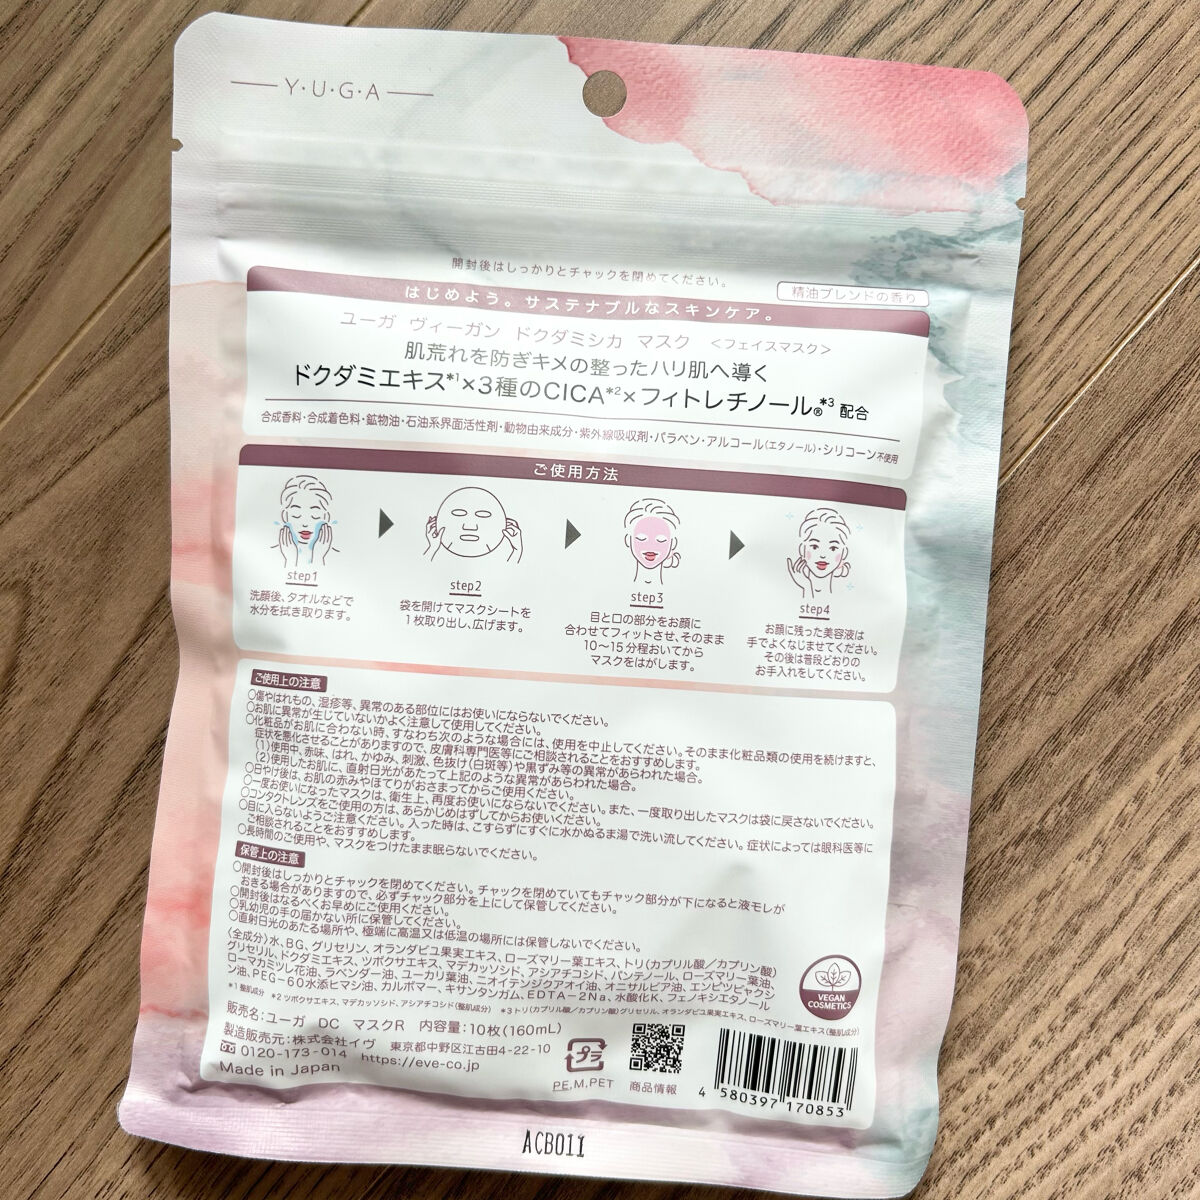 Y・U・G・A
開封後はしっかりとチャックを閉めてください。
精油ブレンドの香り
はじめよう。サステナブルなスキンケア。
ユーガ ヴィーガン ドクダミシカ マスク <フェイスマスク>
肌荒れを防ぎキメの整ったハリ肌へ導く
ドクダミエキス*1×3種のCICA*2×フィトレチノール®*3 配合
合成香料・合成着色料・鉱物油・石油系界面活性剤・動物由来成分・紫外線吸収剤・パラベン・アルコール(エタノール)・シリコーン不使用
ご使用方法
step1
洗顔後、タオルなどで
水分を拭き取ります。
step2
袋を開けてマスクシートを
1枚取り出し、広げます。
step3
目と口の部分をお顔に
合わせてフィットさせ、そのまま
10〜15分程おいてから
マスクをはがします。
step4
お顔に残った美容液は
手でよくなじませてください。
その後は普段どおりの
お手入れをしてください。
ご使用上の注意
○傷やはれもの、湿疹等、異常のある部位にはお使いにならないでください。
○お肌に異常が生じていないかよく注意して使用してください。
○化粧品がお肌に合わない時、すなわち次のような場合には、使用を中止してください。そのまま化粧品類の使用を続けますと、
症状を悪化させることがありますので、皮膚科専門医等にご相談されることをおすすめします。
(1)使用中、赤味、はれ、かゆみ、刺激、色抜け(白斑等)や黒ずみ等の異常があらわれた場合。
(2)使用したお肌に、直射日光があたって上記のような異常があらわれた場合。
○日やけ後は、お肌の赤みやほてりがおさまってからご使用ください。
○一度お使いになったマスクは、衛生上、再度お使いにならないでください。また、一度取り出したマスクは袋に戻さないでください。
○コンタクトレンズをご使用の方は、あらかじめはずしてからお使いください。
○目に入らないようご注意ください。入った時は、こすらずにすぐに水かぬるま湯で洗い流してください。症状によっては眼科医等に
ご相談されることをおすすめします。
○長時間のご使用や、マスクをつけたまま眠らないでください。
保管上の注意
○開封後はしっかりとチャックを閉めてください。チャックを閉めていてもチャック部分が下になると液モレが
おきる場合がありますので、必ずチャック部分を上にして保管してください。
○開封後はなるべくお早めにご使用ください。
○乳幼児の手の届かない所に保管してください。
○直射日光のあたる場所や、極端に高温又は低温の場所には保管しないでください。
〈全成分〉水、BG、グリセリン、オランダビユ果実エキス、ローズマリー葉エキス、トリ(カプリル酸/カプリン酸)
グリセリル、ドクダミエキス、ツボクサエキス、マデカッソシド、アシアチコシド、パンテノール、ローズマリー葉油、
ローマカミツレ花油、ラベンダー油、ユーカリ葉油、ニオイテンジクアオイ油、オニサルビア油、エンピツビャクシ
ン油、PEG-60水添ヒマシ油、カルボマー、キサンタンガム、EDTA-2Na、水酸化K、フェノキシエタノール
*1 整肌成分 *2 ツボクサエキス、マデカッソシド、アシアチコシド(整肌成分) *3 トリ(カプリル酸/カプリン酸)グリセリル、オランダビユ果実エキス、ローズマリー葉エキス(整肌成分)
VEGAN
COSMETICS
販売名:ユーガ DC マスクR 内容量:10枚(160mL)
製造販売元:株式会社イヴ 東京都中野区江古田4-22-10
0120-173-014 https://eve-co.jp
Made in Japan
プラ
PE,M,PET
商品情報
4 580397 170853
ACB011